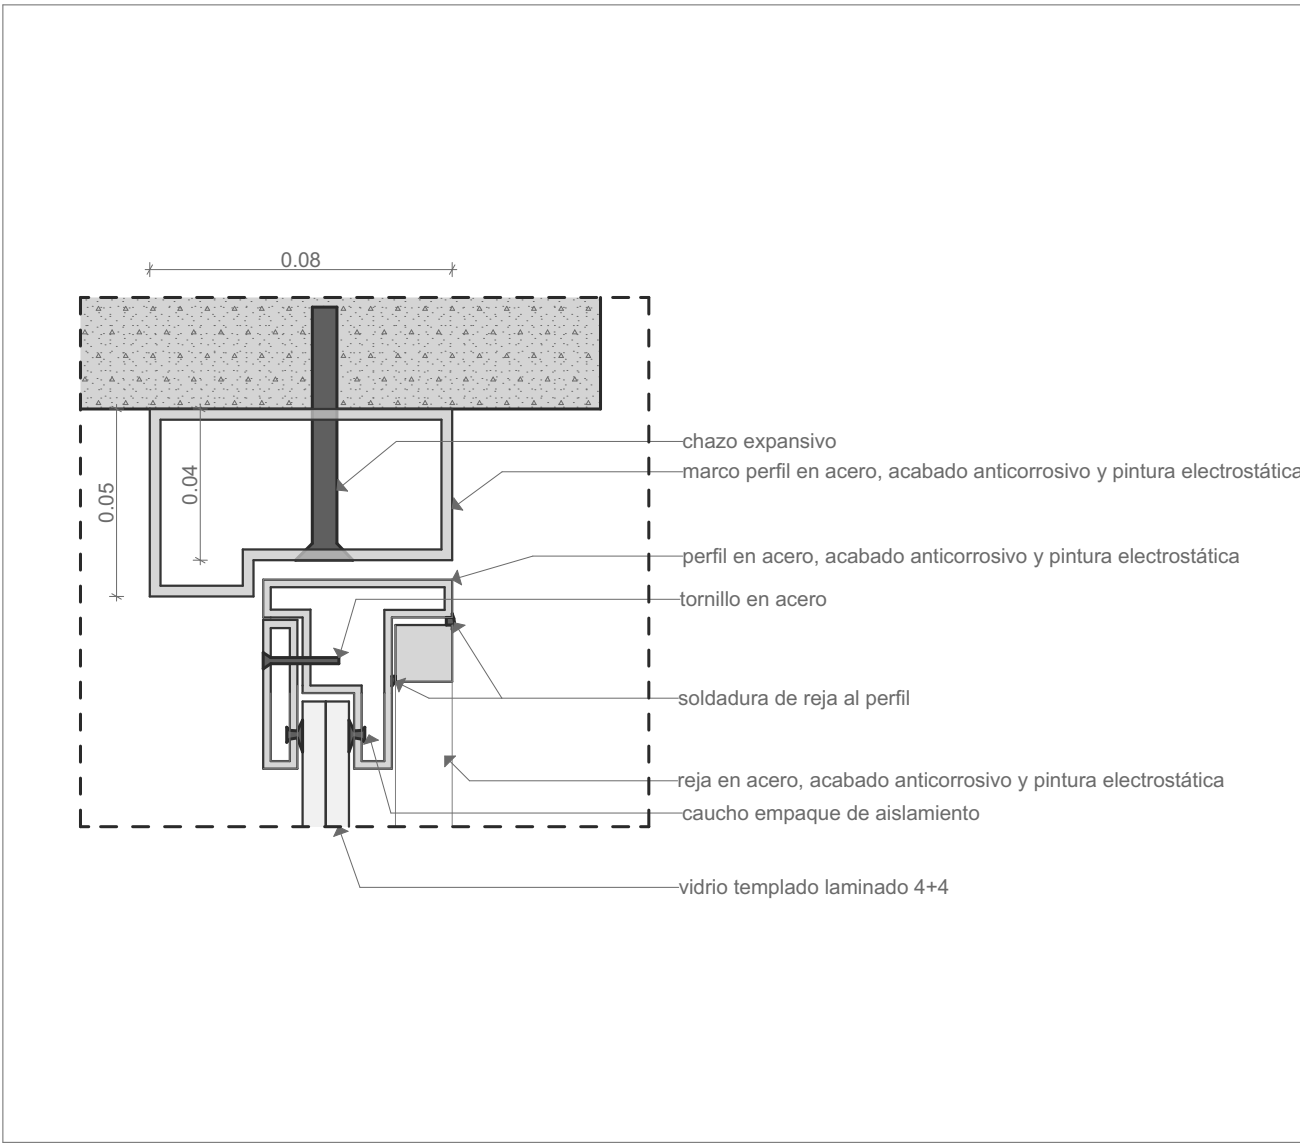 0.08
0.05
0.04
chazo expansivo
marco perfil en acero, acabado anticorrosivo y pintura electrostática
perfil en acero, acabado anticorrosivo y pintura electrostática
tornillo en acero
soldadura de reja al perfil
reja en acero, acabado anticorrosivo y pintura electrostática
caucho empaque de aislamiento
vidrio templado laminado 4+4